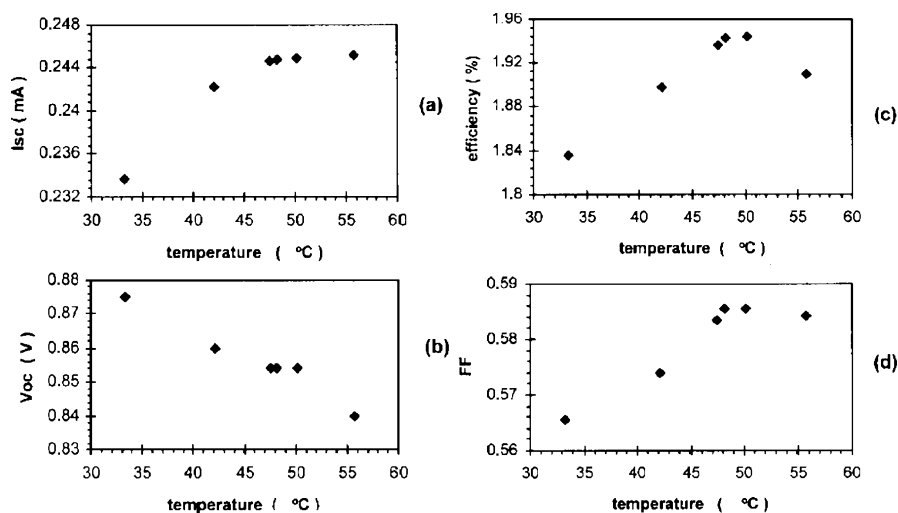 0.248
0.244
0.24
0.236
0.232
Isc ( mA )
30 35 40 45 50 55 60
temperature ( ºC )
(a)
0.88
0.87
0.86
0.85
0.84
0.83
Voc ( V )
30 35 40 45 50 55 60
temperature ( ºC )
(b)
1.96
1.92
1.88
1.84
1.8
efficiency ( % )
30 35 40 45 50 55 60
temperature ( ºC )
(c)
0.59
0.58
0.57
0.56
FF
30 35 40 45 50 55 60
temperature ( ºC )
(d)